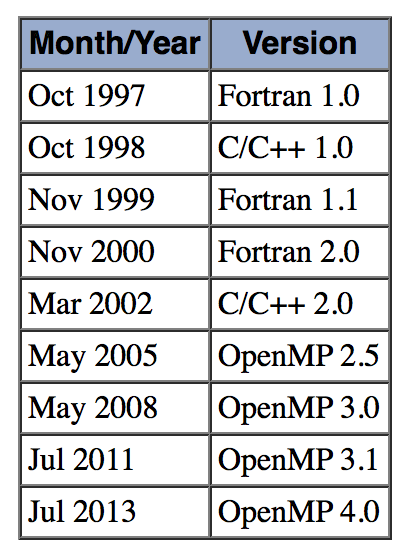 Month/Year Version
Oct 1997 Fortran 1.0
Oct 1998 C/C++ 1.0
Nov 1999 Fortran 1.1
Nov 2000 Fortran 2.0
Mar 2002 C/C++ 2.0
May 2005 OpenMP 2.5
May 2008 OpenMP 3.0
Jul 2011 OpenMP 3.1
Jul 2013 OpenMP 4.0